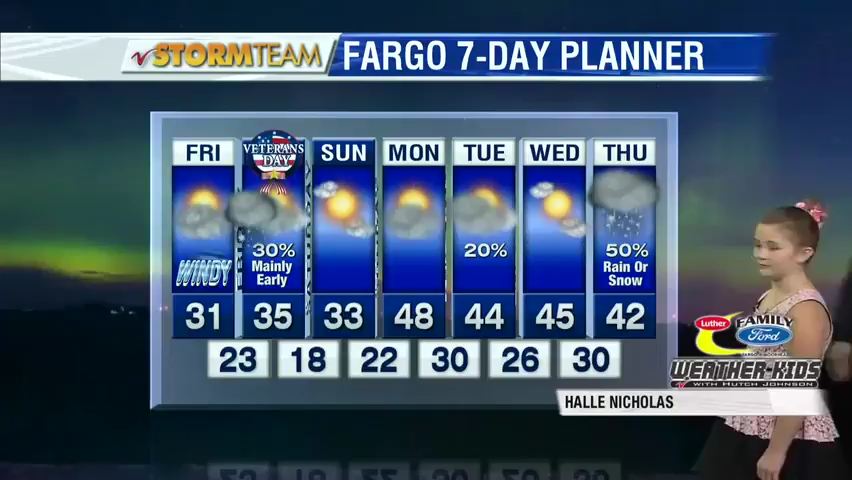 STORMTEAM
FARGO 7-DAY PLANNER
FRI
VETERANS
DAY
SUN
MON
TUE
WED
THU
WINDY
30%
Mainly
Early
20%
50%
Rain Or
Snow
31
35
33
48
44
45
42
23
18
22
30
26
30
Luther
FAMILY
Ford
WEATHER-KIDS
WITH HUTCH JOHNSON
HALLE NICHOLAS